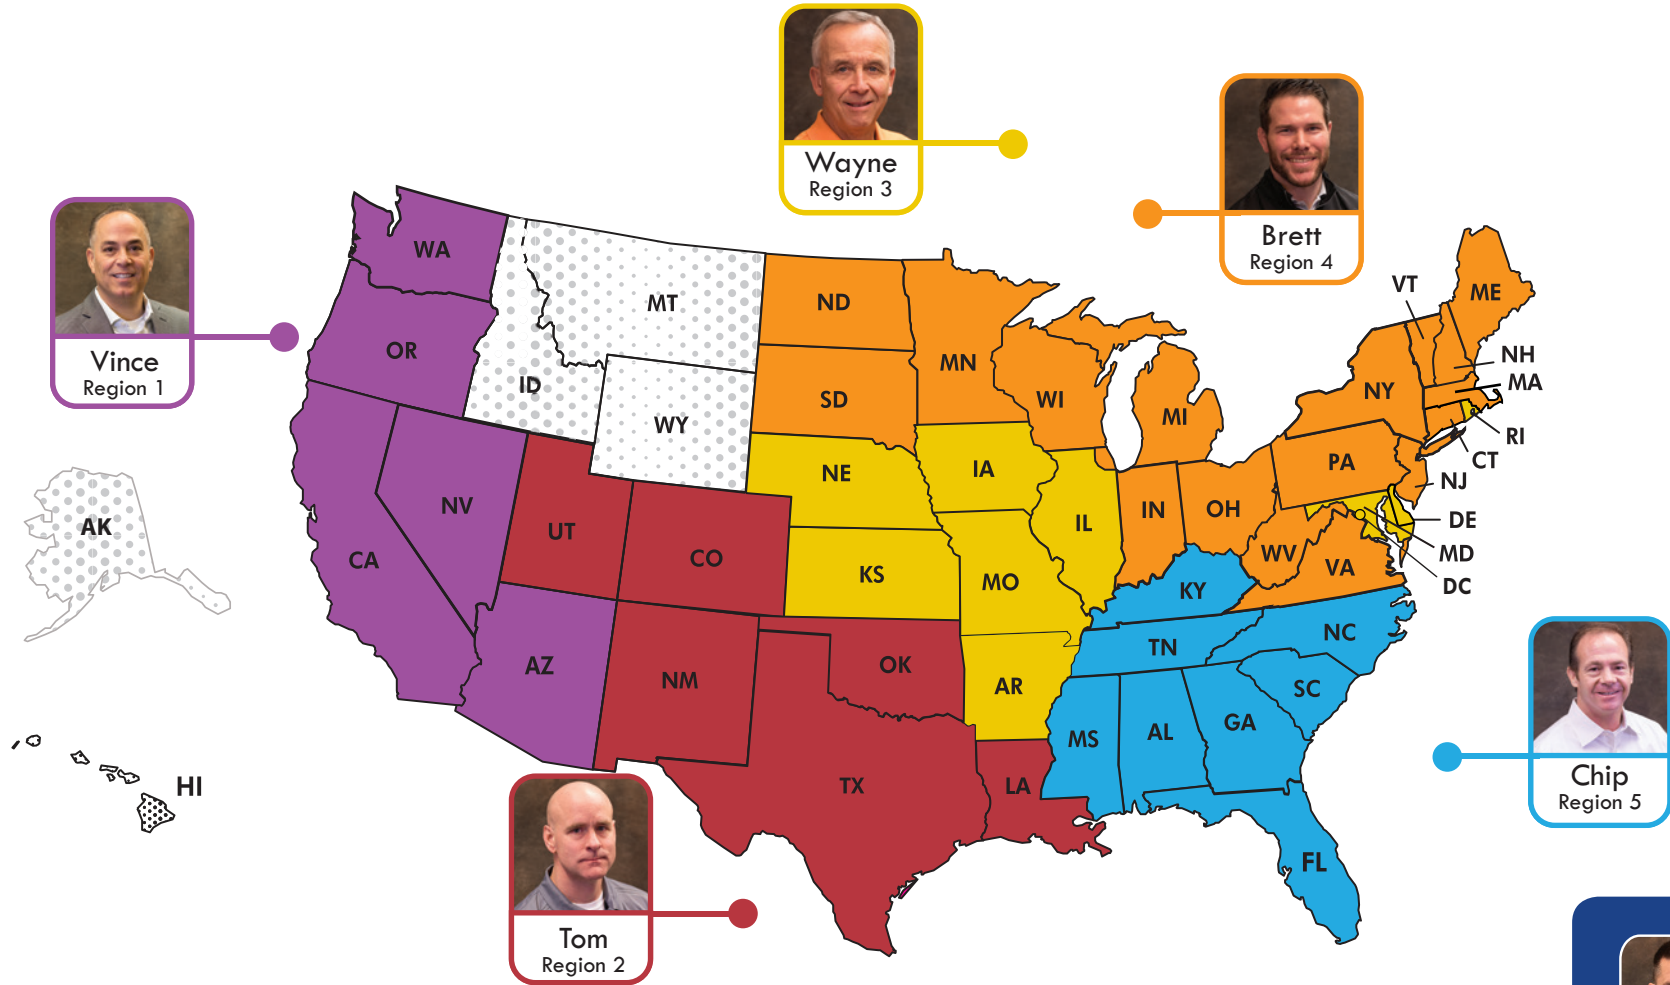 Wayne
Region 3
Brett
Region 4
Vince
Region 1
WA
OR
CA
NV
ID
MT
WY
UT
CO
AZ
NM
ND
SD
NE
KS
OK
TX
MN
IA
MO
AR
LA
WI
IL
MI
IN
OH
KY
TN
MS
AL
GA
FL
SC
NC
VA
WV
PA
NY
VT
ME
NH
MA
RI
CT
NJ
DE
MD
DC
AK
HI
Tom
Region 2
Chip
Region 5